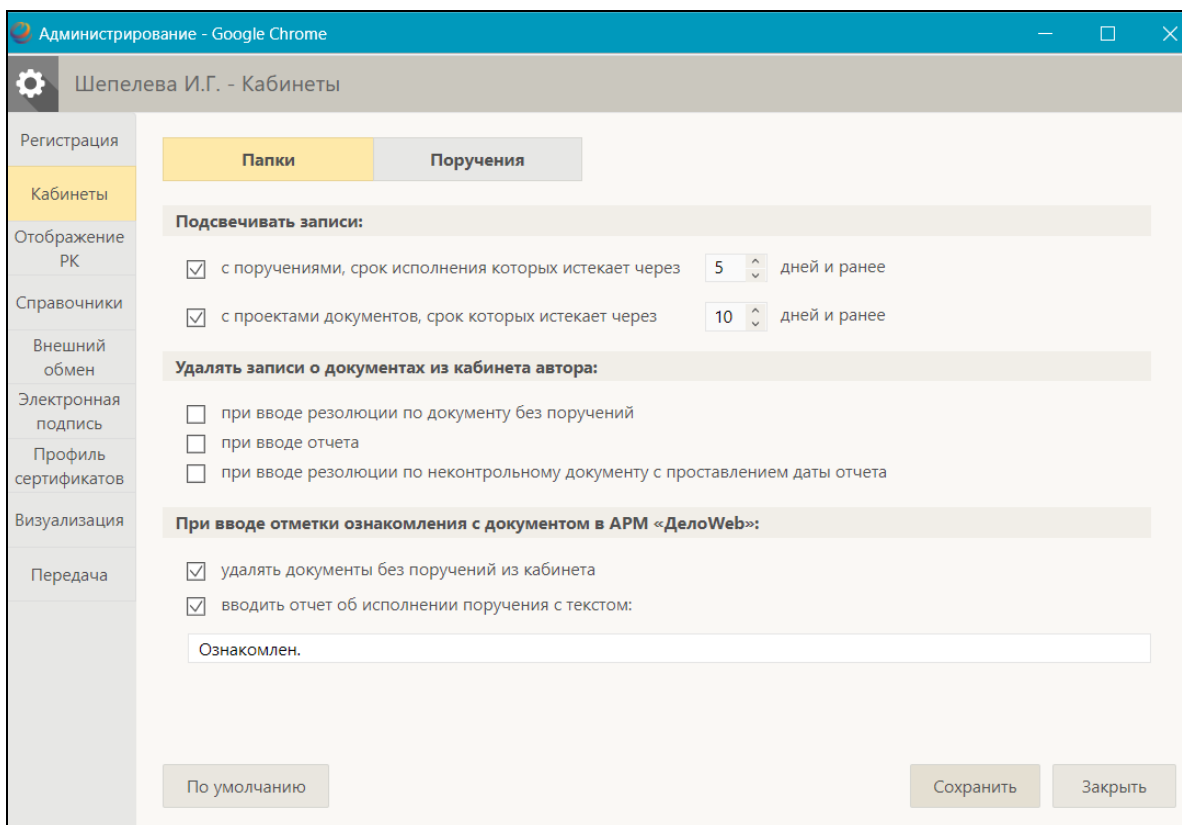 Администрирование - Google Chrome
Шепелева И.Г. - Кабинеты
Регистрация
Кабинеты
Отображение
РК
Справочники
Внешний
обмен
Электронная
подпись
Профиль
сертификатов
Визуализация
Передача
Папки
Поручения
Подсвечивать записи:
с поручениями, срок исполнения которых истекает через 5 дней и ранее
с проектами документов, срок которых истекает через 10 дней и ранее
Удалять записи о документах из кабинета автора:
при вводе резолюции по документу без поручений
при вводе отчета
при вводе резолюции по неконтрольному документу с проставлением даты отчета
При вводе отметки ознакомления с документом в АРМ «ДелоWeb»:
удалять документы без поручений из кабинета
вводить отчет об исполнении поручения с текстом:
Ознакомлен.
По умолчанию
Сохранить
Закрыть